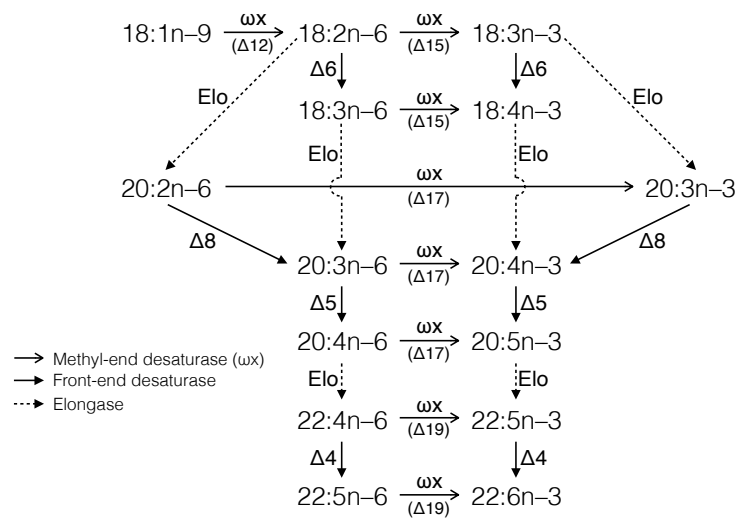 18:1n–9 ωx (Δ12) 18:2n–6 ωx (Δ15) 18:3n–3
Δ6 Δ6
Elo Elo
18:3n–6 ωx (Δ15) 18:4n–3
Elo Elo
20:2n–6 ωx (Δ17) 20:3n–3
Δ8 Δ8
20:3n–6 ωx (Δ17) 20:4n–3
Δ5 Δ5
20:4n–6 ωx (Δ17) 20:5n–3
Elo Elo
22:4n–6 ωx (Δ19) 22:5n–3
Δ4 Δ4
22:5n–6 ωx (Δ19) 22:6n–3
Methyl-end desaturase (ωx)
Front-end desaturase
Elongase